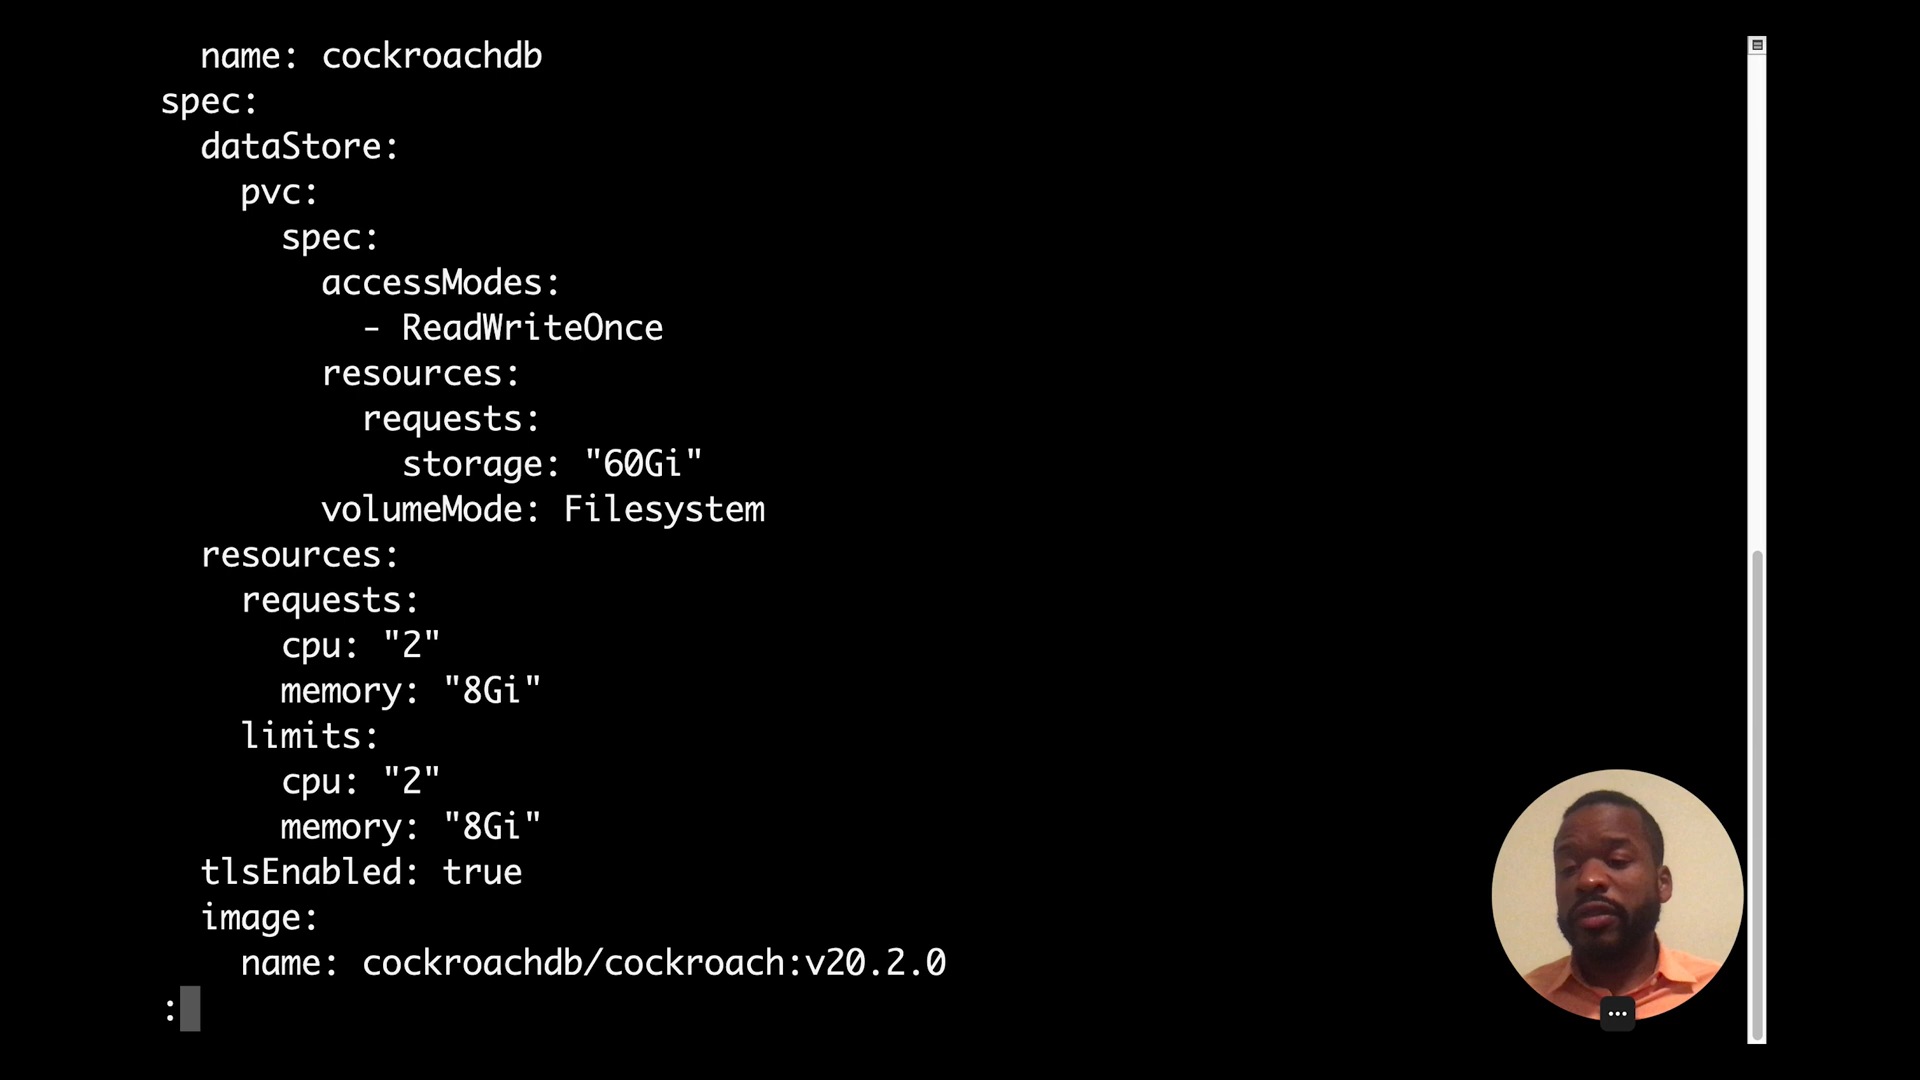 name: cockroachdb
spec:
dataStore:
pvc:
spec:
accessModes:
- ReadWriteOnce
resources:
requests:
storage: "60Gi"
volumeMode: Filesystem
resources:
requests:
cpu: "2"
memory: "8Gi"
limits:
cpu: "2"
memory: "8Gi"
tlsEnabled: true
image:
name: cockroachdb/cockroach:v20.2.0
: